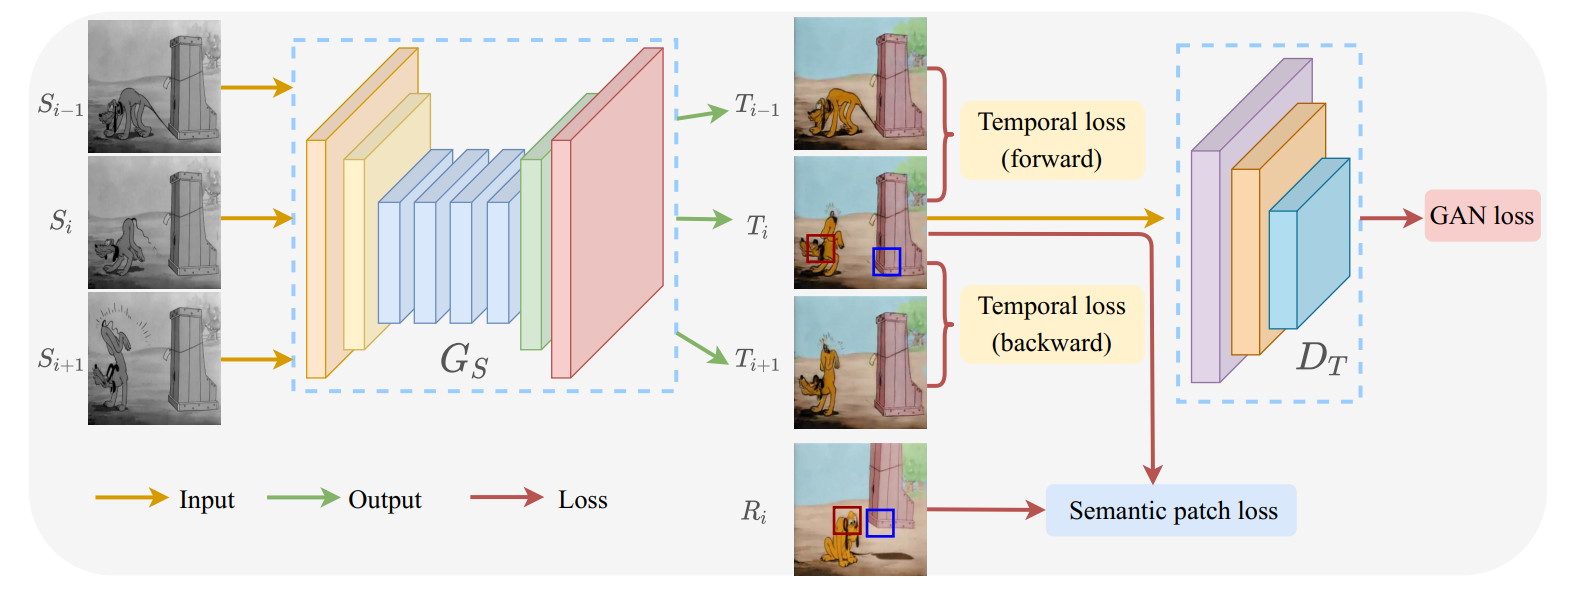 S_{i−1}
S_i
S_{i+1}
G_S
T_{i−1}
T_i
T_{i+1}
Temporal loss
(forward)
Temporal loss
(backward)
D_T
GAN loss
R_i
Semantic patch loss
Input
Output
Loss